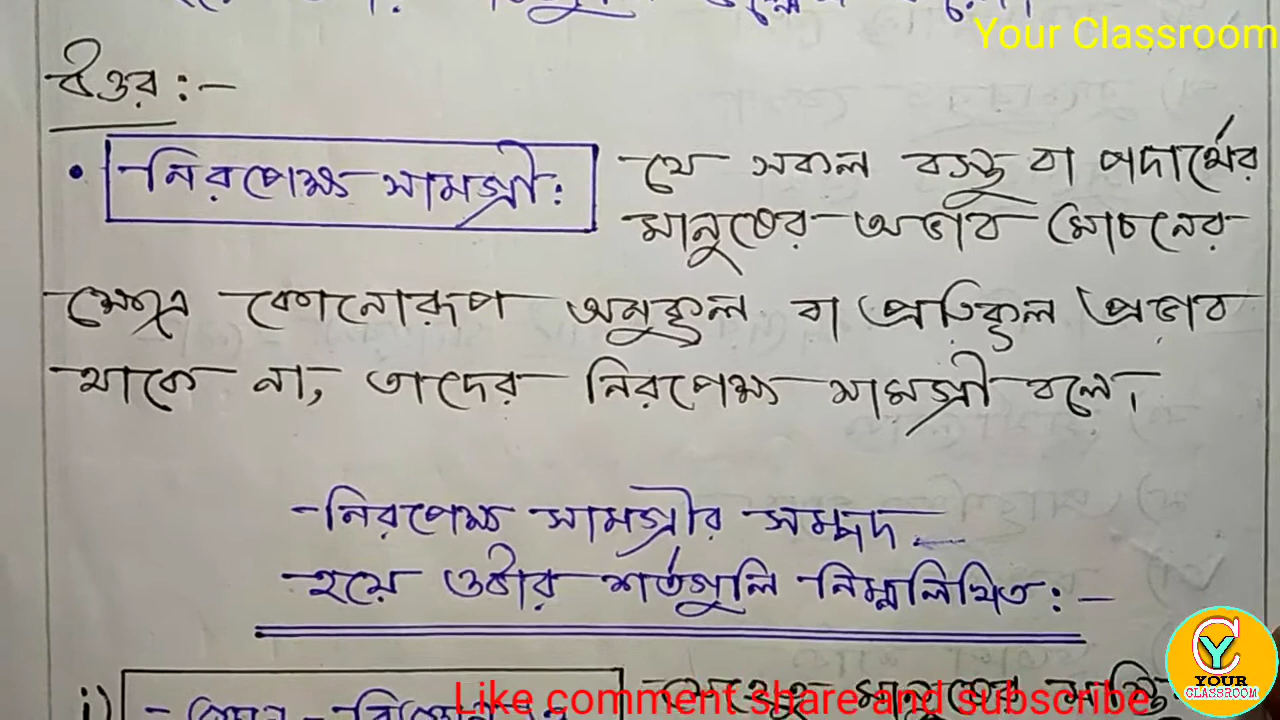 Your Classroom
উত্তর :-
• নিরপেক্ষ সামগ্রী : যে সকল বস্তু বা পদার্থের
মানুষের অভাব মোচনের
ক্ষেত্রে কোনোরূপ অনুকূল বা প্রতিকূল প্রভাব
থাকে না, তাদের নিরপেক্ষ সামগ্রী বলে।
নিরপেক্ষ সামগ্রীর সম্পদ
হয়ে ওঠার শর্তগুলি নিম্নলিখিত :-
i)
Like comment share and subscribe
YOUR
CLASSROOM